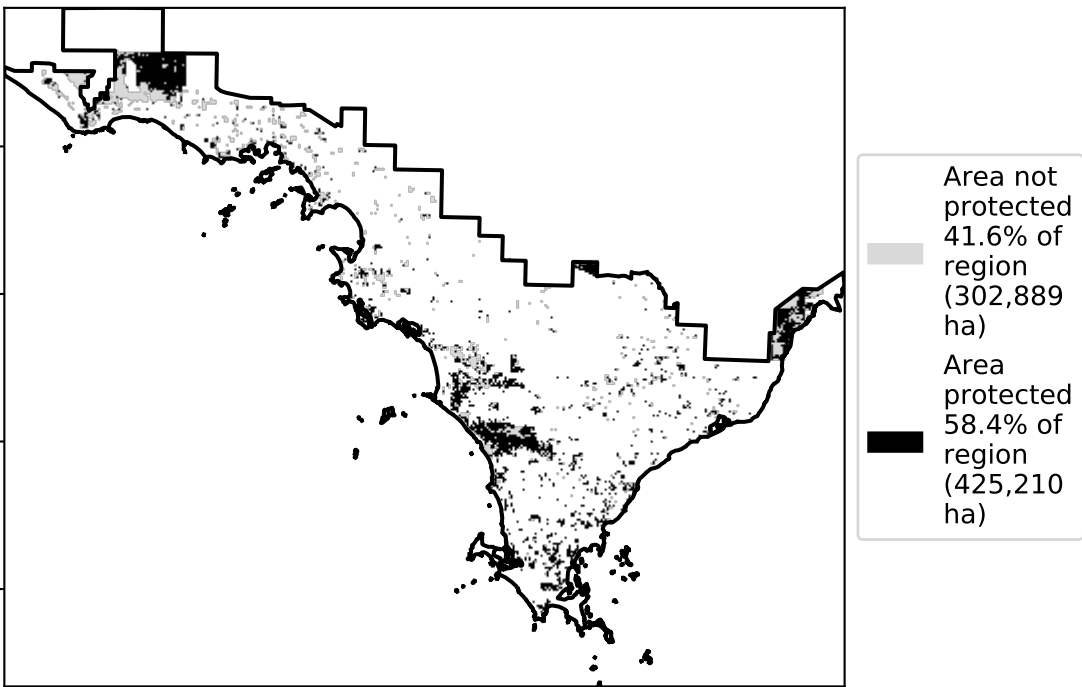 Area not
protected
41.6% of
region
(302,889
ha)
Area
protected
58.4% of
region
(425,210
ha)